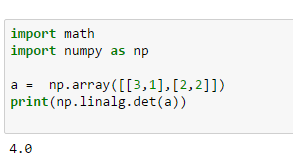 import math
import numpy as np
a =  np.array([[3,1],[2,2]])
print(np.linalg.det(a))
4.0